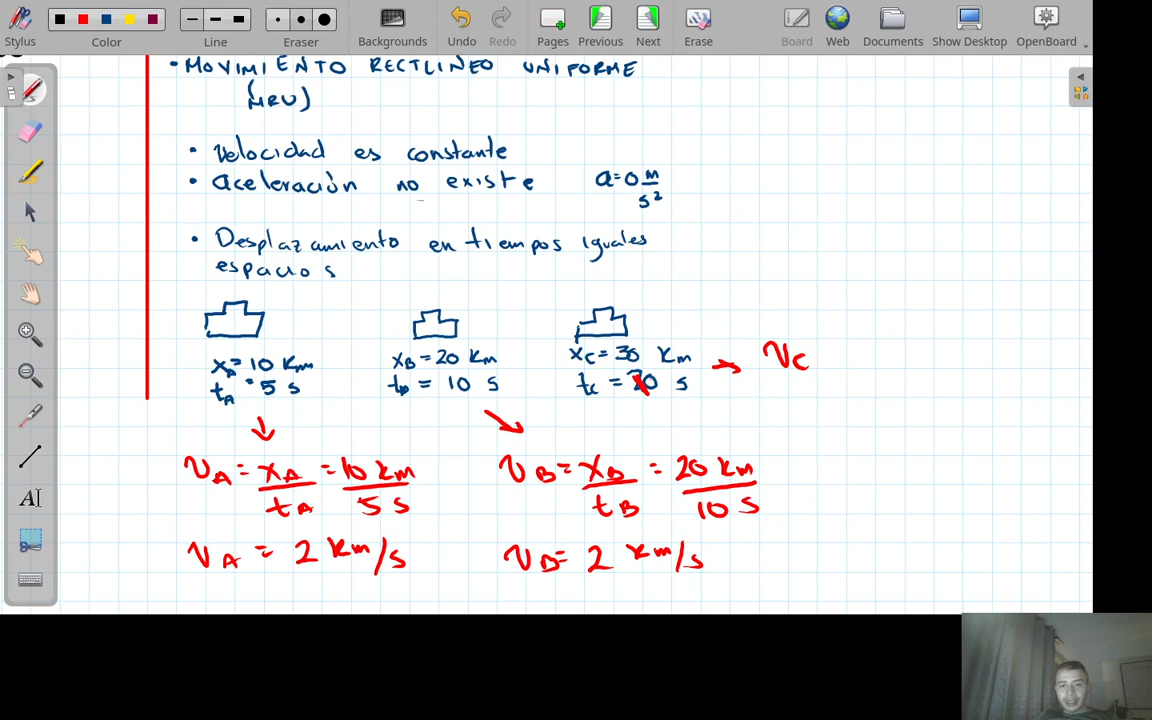 Stylus Color Line Eraser Backgrounds Undo Redo Pages Previous Next Erase Board Web Documents Show Desktop OpenBoard
• MOVIMIENTO RECTLINEO UNIFORME
(MRU)
• Velocidad es constante
• aceleración no existe a=0 m/s²
• Desplazamiento en tiempos iguales
espacios
xA=10 Km xB=20 Km xC=30 Km → VC
tA=5 s tB=10 s tC= 0 s
VA=xA/tA=10 km/5 s VB=xB/tB=20 km/10 s
VA=2 km/s VB=2 km/s